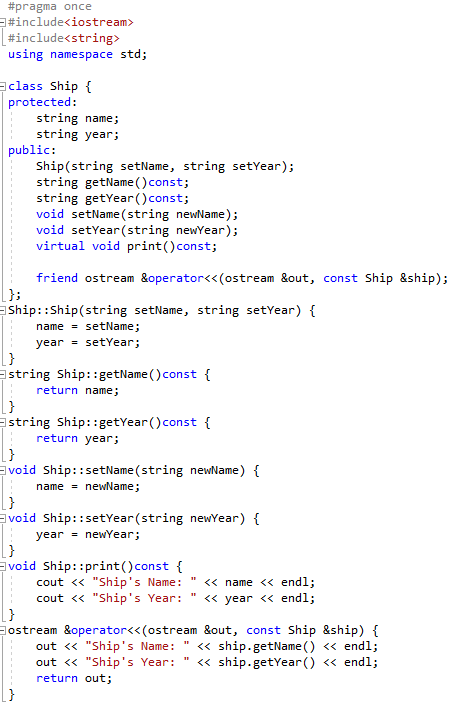 #pragma once
#include<iostream>
#include<string>
using namespace std;

class Ship {
protected:
    string name;
    string year;
public:
    Ship(string setName, string setYear);
    string getName()const;
    string getYear()const;
    void setName(string newName);
    void setYear(string newYear);
    virtual void print()const;

    friend ostream &operator<<(ostream &out, const Ship &ship);
};
Ship::Ship(string setName, string setYear) {
    name = setName;
    year = setYear;
}
string Ship::getName()const {
    return name;
}
string Ship::getYear()const {
    return year;
}
void Ship::setName(string newName) {
    name = newName;
}
void Ship::setYear(string newYear) {
    year = newYear;
}
void Ship::print()const {
    cout << "Ship's Name: " << name << endl;
    cout << "Ship's Year: " << year << endl;
}
ostream &operator<<(ostream &out, const Ship &ship) {
    out << "Ship's Name: " << ship.getName() << endl;
    out << "Ship's Year: " << ship.getYear() << endl;
    return out;
}